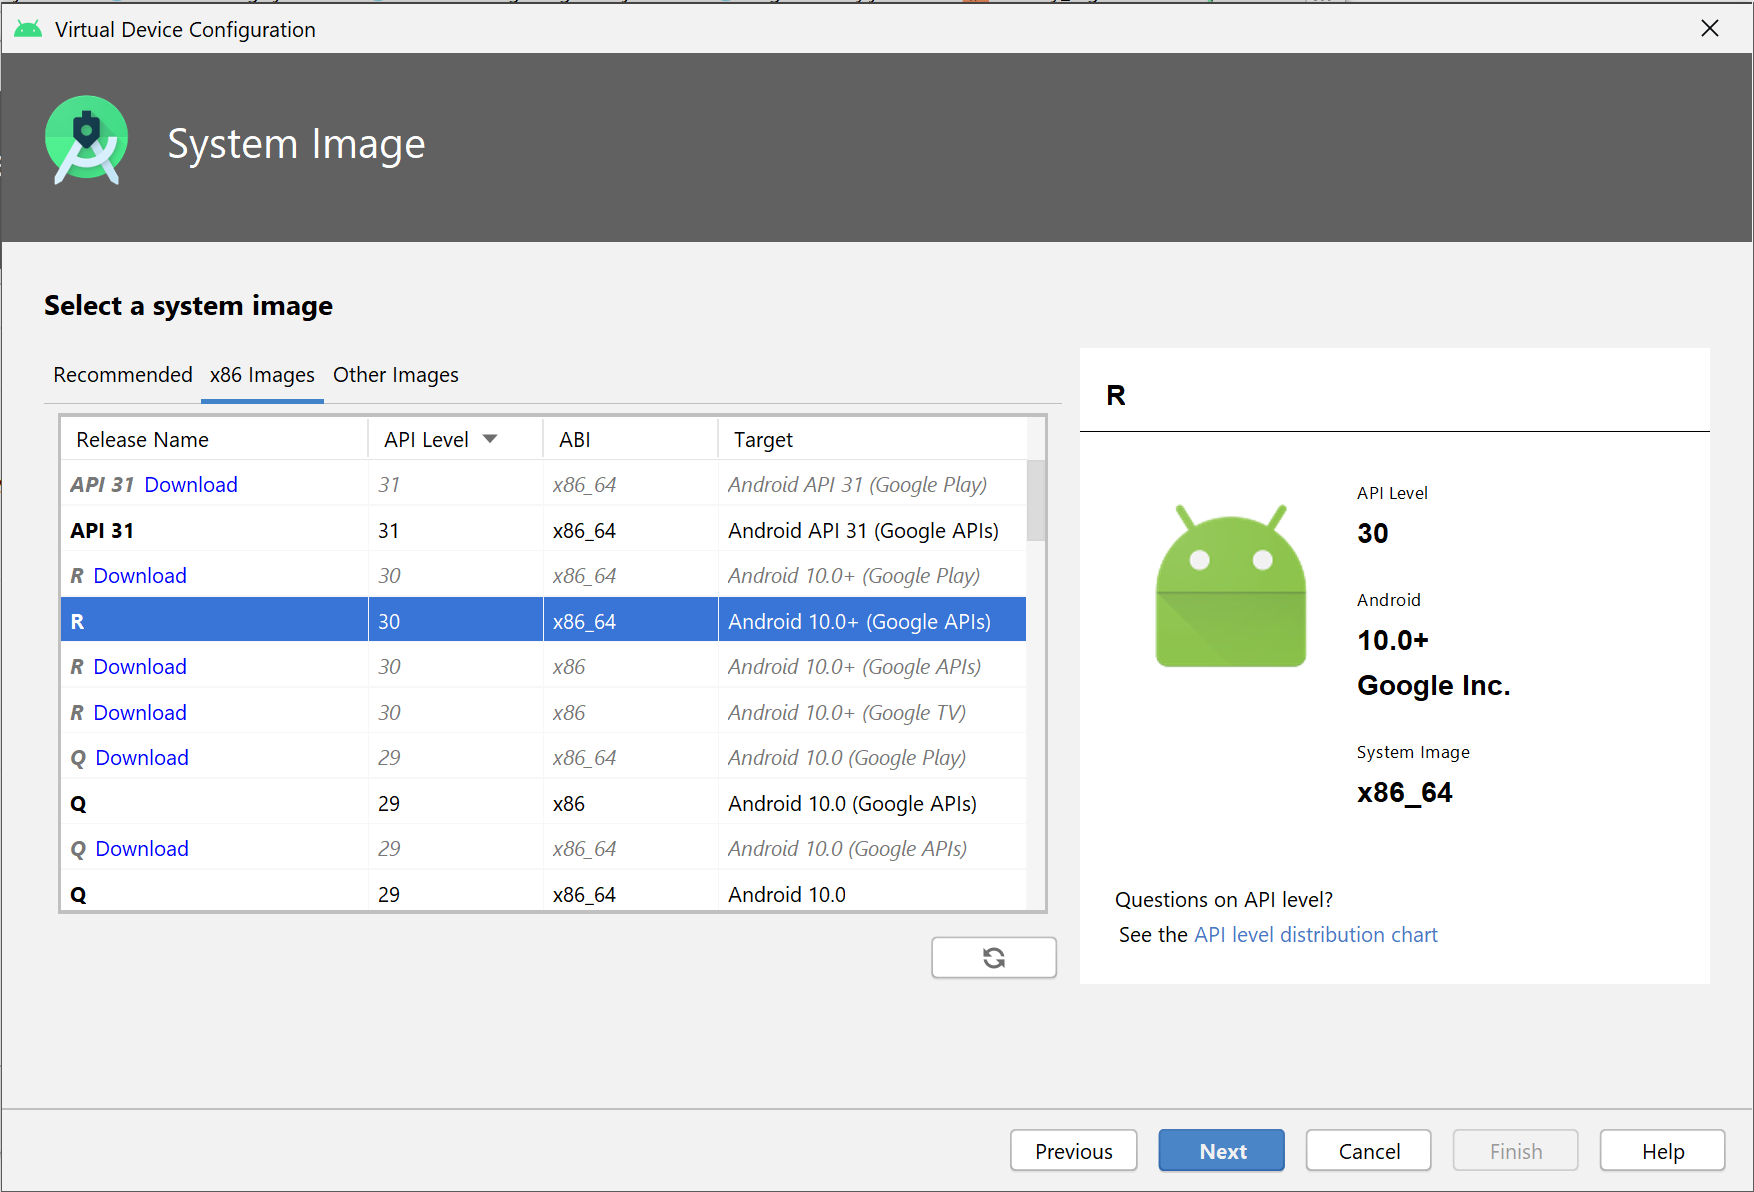 Virtual Device Configuration
System Image
Select a system image
Recommended x86 Images Other Images
Release Name API Level ABI Target
API 31 Download 31 x86_64 Android API 31 (Google Play)
API 31 31 x86_64 Android API 31 (Google APIs)
R Download 30 x86_64 Android 10.0+ (Google Play)
R 30 x86_64 Android 10.0+ (Google APIs)
R Download 30 x86 Android 10.0+ (Google APIs)
R Download 30 x86 Android 10.0+ (Google TV)
Q Download 29 x86_64 Android 10.0 (Google Play)
Q 29 x86 Android 10.0 (Google APIs)
Q Download 29 x86_64 Android 10.0 (Google APIs)
Q 29 x86_64 Android 10.0
R
API Level
30
Android
10.0+
Google Inc.
System Image
x86_64
Questions on API level?
See the API level distribution chart
Previous Next Cancel Finish Help